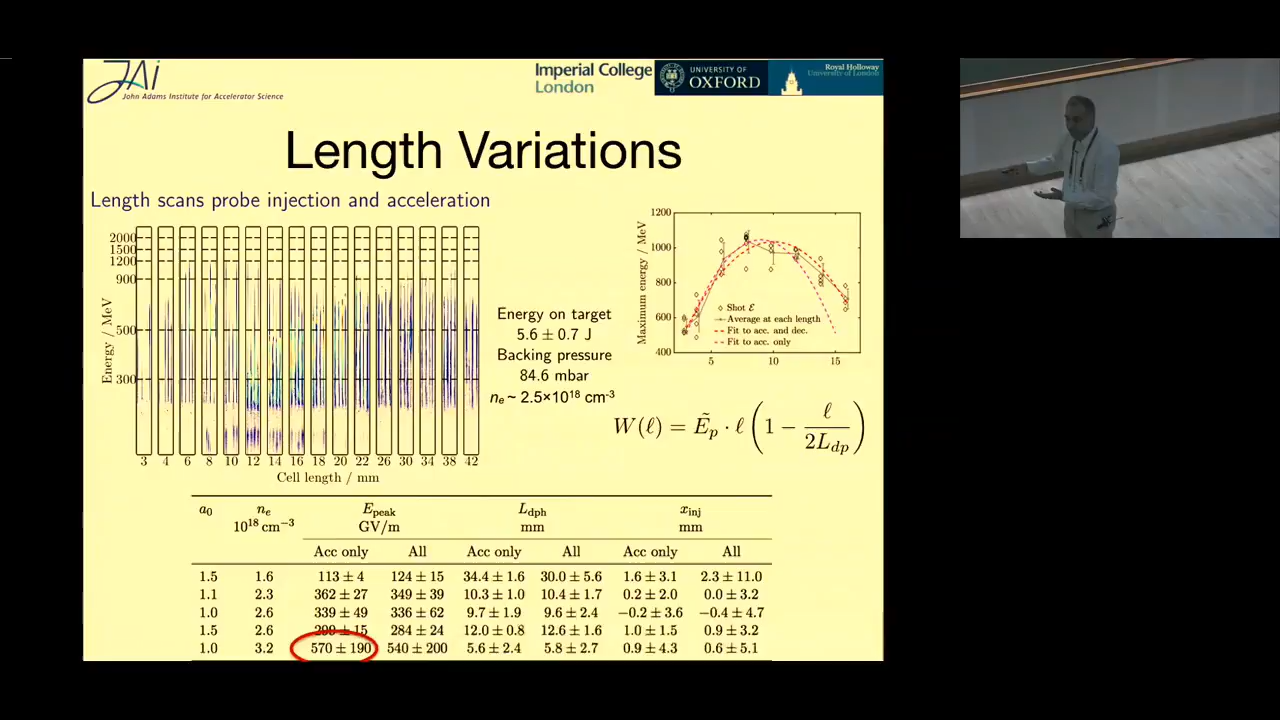 JAi
John Adams Institute for Accelerator Science
Imperial College
London
UNIVERSITY OF
OXFORD
Royal Holloway
University of London
Length Variations
Length scans probe injection and acceleration
Energy / MeV
2000
1500
1200
900
500
300
3 4 6 8 10 12 14 16 18 20 22 26 30 34 38 42
Cell length / mm
Energy on target
5.6 ± 0.7 J
Backing pressure
84.6 mbar
nₑ ~ 2.5×10¹⁸ cm⁻³
Maximum energy / MeV
1200
1000
800
600
400
Shot ℰ
Average at each length
Fit to acc. and dec.
Fit to acc. only
5 10 15
W(ℓ) = Ẽₚ · ℓ (1 − ℓ / 2L_dp)
a₀ nₑ E_peak L_dph x_inj
10¹⁸ cm⁻³ GV/m mm mm
Acc only All Acc only All Acc only All
1.5 1.6 113 ± 4 124 ± 15 34.4 ± 1.6 30.0 ± 5.6 1.6 ± 3.1 2.3 ± 11.0
1.1 2.3 362 ± 27 349 ± 39 10.3 ± 1.0 10.4 ± 1.7 0.2 ± 2.0 0.0 ± 3.2
1.0 2.6 339 ± 49 336 ± 62 9.7 ± 1.9 9.6 ± 2.4 −0.2 ± 3.6 −0.4 ± 4.7
1.5 2.6 299 ± 15 284 ± 24 12.0 ± 0.8 12.6 ± 1.6 1.0 ± 1.5 0.9 ± 3.2
1.0 3.2 570 ± 190 540 ± 200 5.6 ± 2.4 5.8 ± 2.7 0.9 ± 4.3 0.6 ± 5.1